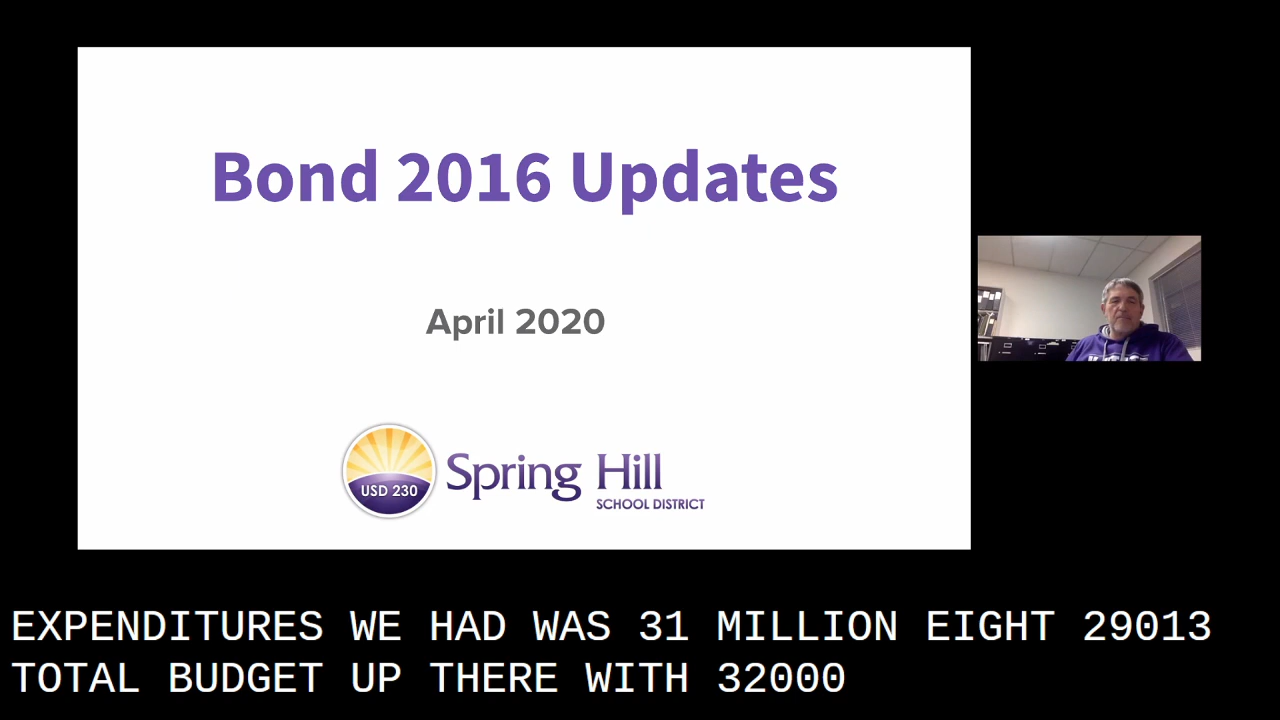 Bond 2016 Updates
April 2020
USD 230
Spring Hill
SCHOOL DISTRICT
EXPENDITURES WE HAD WAS 31 MILLION EIGHT 29013
TOTAL BUDGET UP THERE WITH 32000